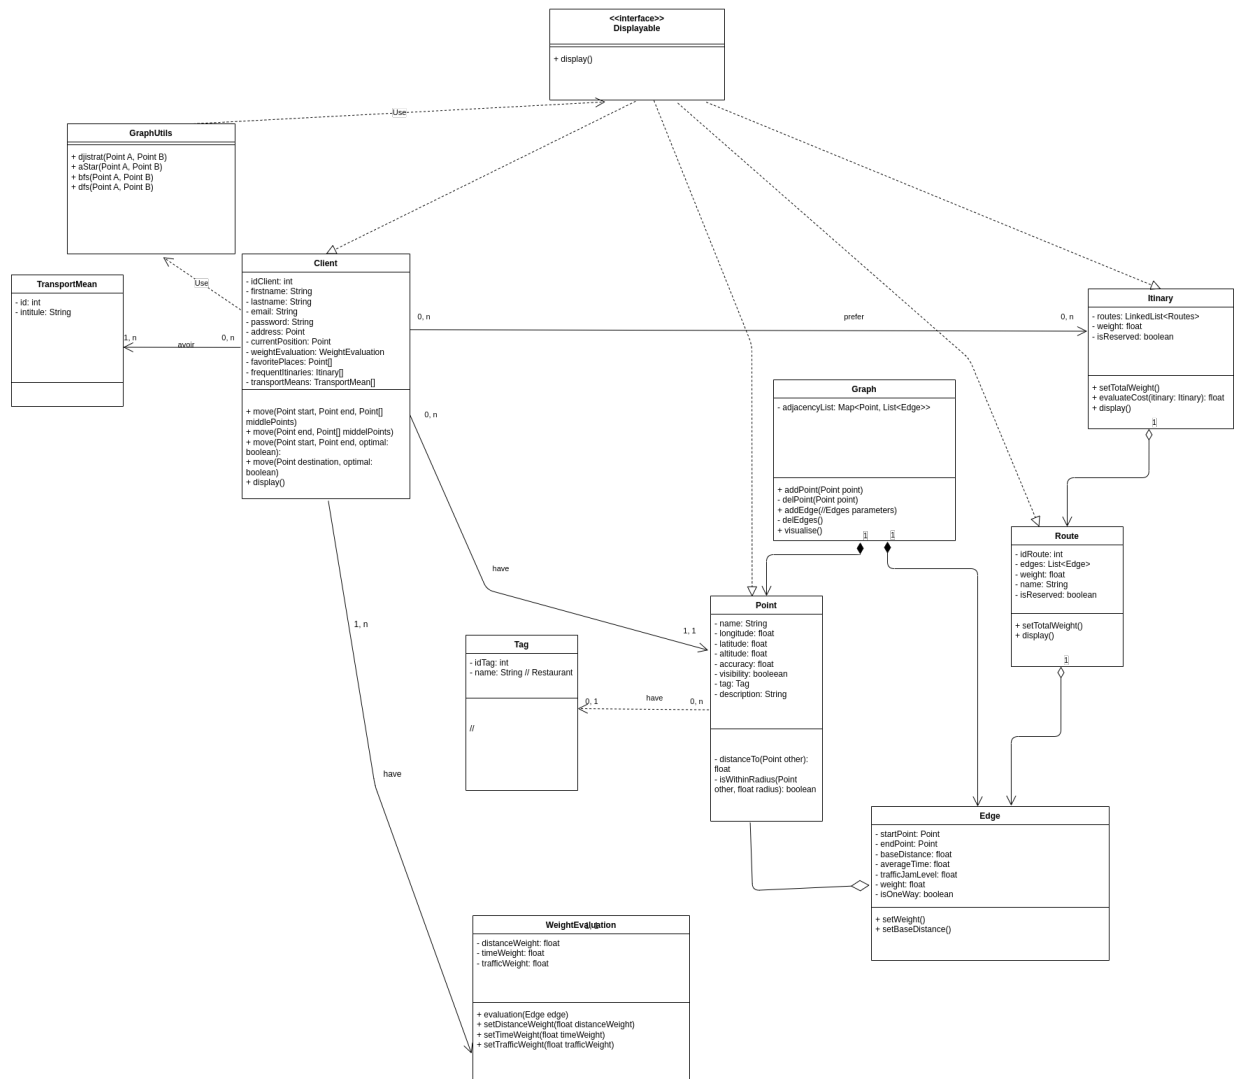 <<interface>>
Displayable
+ display()
Use
GraphUtils
+ djistrat(Point A, Point B)
+ aStar(Point A, Point B)
+ bfs(Point A, Point B)
+ dfs(Point A, Point B)
Use
TransportMean
- id: int
- intitule: String
1, n
avoir
0, n
Client
- idClient: int
- firstname: String
- lastname: String
- email: String
- password: String
- address: Point
- currentPosition: Point
- weightEvaluation: WeightEvaluation
- favoritePlaces: Point[]
- frequentItinaries: Itinary[]
- transportMeans: TransportMean[]
+ move(Point start, Point end, Point[]
middlePoints)
+ move(Point end, Point[] middelPoints)
+ move(Point start, Point end, optimal:
boolean):
+ move(Point destination, optimal:
boolean)
+ display()
0, n
prefer
0, n
Itinary
- routes: LinkedList<Routes>
- weight: float
- isReserved: boolean
+ setTotalWeight()
+ evaluateCost(itinary: Itinary): float
+ display()
1
Graph
- adjacencyList: Map<Point, List<Edge>>
+ addPoint(Point point)
- delPoint(Point point)
+ addEdge(//Edges parameters)
- delEdges()
+ visualise()
1
1
0, n
have
1, 1
Route
- idRoute: int
- edges: List<Edge>
- weight: float
- name: String
- isReserved: boolean
+ setTotalWeight()
+ display()
1
Point
- name: String
- longitude: float
- latitude: float
- altitude: float
- accuracy: float
- visibility: booleean
- tag: Tag
- description: String
- distanceTo(Point other):
float
- isWithinRadius(Point
other, float radius): boolean
Tag
- idTag: int
- name: String // Restaurant
//
0, 1
have
0, n
1, n
have
Edge
- startPoint: Point
- endPoint: Point
- baseDistance: float
- averageTime: float
- trafficJamLevel: float
- weight: float
- isOneWay: boolean
+ setWeight()
+ setBaseDistance()
WeightEvaluation
- distanceWeight: float
- timeWeight: float
- trafficWeight: float
+ evaluation(Edge edge)
+ setDistanceWeight(float distanceWeight)
+ setTimeWeight(float timeWeight)
+ setTrafficWeight(float trafficWeight)